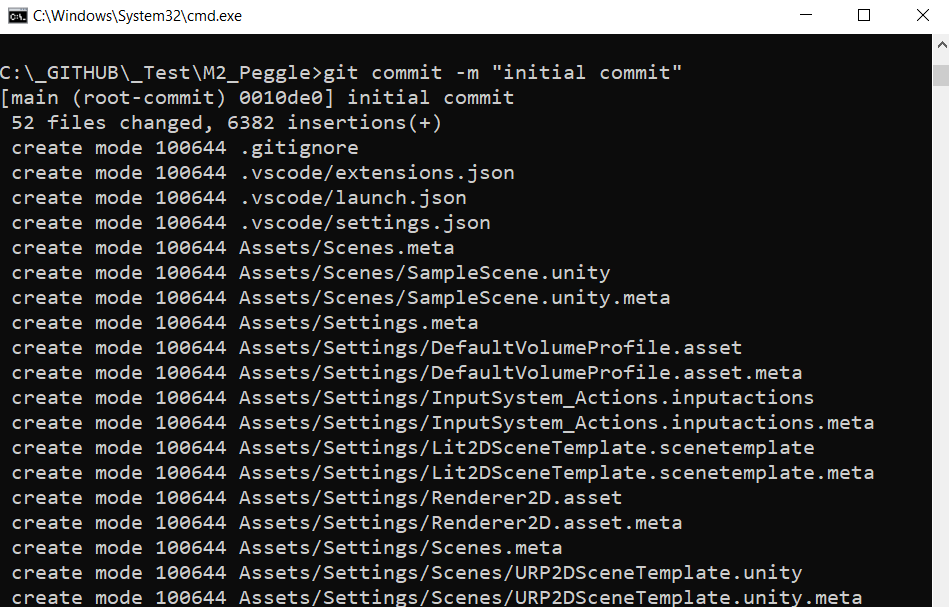 C:\Windows\System32\cmd.exe
C:\_GITHUB\_Test\M2_Peggle>git commit -m "initial commit"
[main (root-commit) 0010de0] initial commit
 52 files changed, 6382 insertions(+)
 create mode 100644 .gitignore
 create mode 100644 .vscode/extensions.json
 create mode 100644 .vscode/launch.json
 create mode 100644 .vscode/settings.json
 create mode 100644 Assets/Scenes.meta
 create mode 100644 Assets/Scenes/SampleScene.unity
 create mode 100644 Assets/Scenes/SampleScene.unity.meta
 create mode 100644 Assets/Settings.meta
 create mode 100644 Assets/Settings/DefaultVolumeProfile.asset
 create mode 100644 Assets/Settings/DefaultVolumeProfile.asset.meta
 create mode 100644 Assets/Settings/InputSystem_Actions.inputactions
 create mode 100644 Assets/Settings/InputSystem_Actions.inputactions.meta
 create mode 100644 Assets/Settings/Lit2DSceneTemplate.scenetemplate
 create mode 100644 Assets/Settings/Lit2DSceneTemplate.scenetemplate.meta
 create mode 100644 Assets/Settings/Renderer2D.asset
 create mode 100644 Assets/Settings/Renderer2D.asset.meta
 create mode 100644 Assets/Settings/Scenes.meta
 create mode 100644 Assets/Settings/Scenes/URP2DSceneTemplate.unity
 create mode 100644 Assets/Settings/Scenes/URP2DSceneTemplate.unity.meta